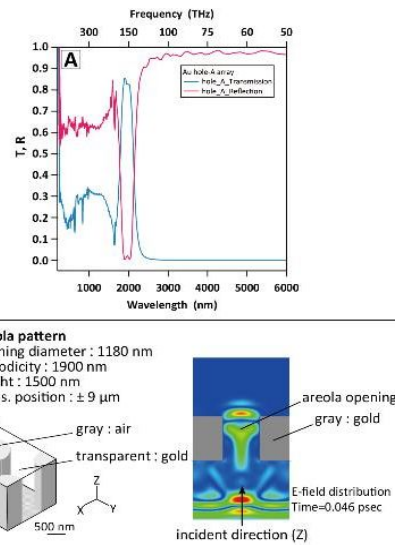 Frequency (THz)
300 150 100 75 60 50
A
Au hole-A array
hole_A_Transmission
hole_A_Reflection
1.0
0.9
0.8
0.7
0.6
0.5
0.4
0.3
0.2
0.1
0.0
T, R
1000 2000 3000 4000 5000 6000
Wavelength (nm)
ola pattern
ning diameter : 1180 nm
odicity : 1900 nm
ht : 1500 nm
s. position : ± 9 μm
gray : air
transparent : gold
Z
X Y
500 nm
areola opening
gray : gold
E-field distribution
Time=0.046 psec
incident direction (Z)